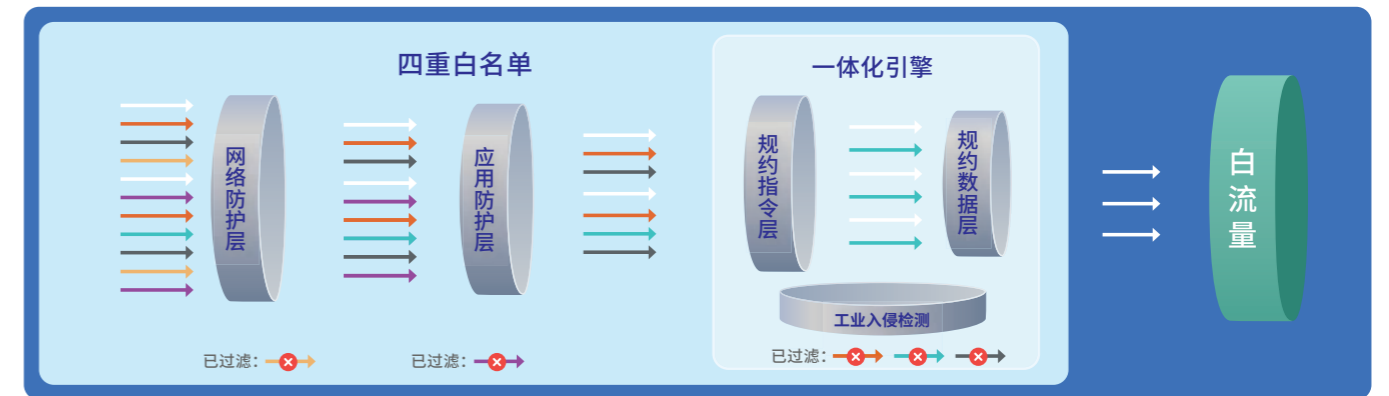 四重白名单
一体化引擎
网络防护层
应用防护层
规约指令层
规约数据层
白流量
工业入侵检测
已过滤：
已过滤：
已过滤：